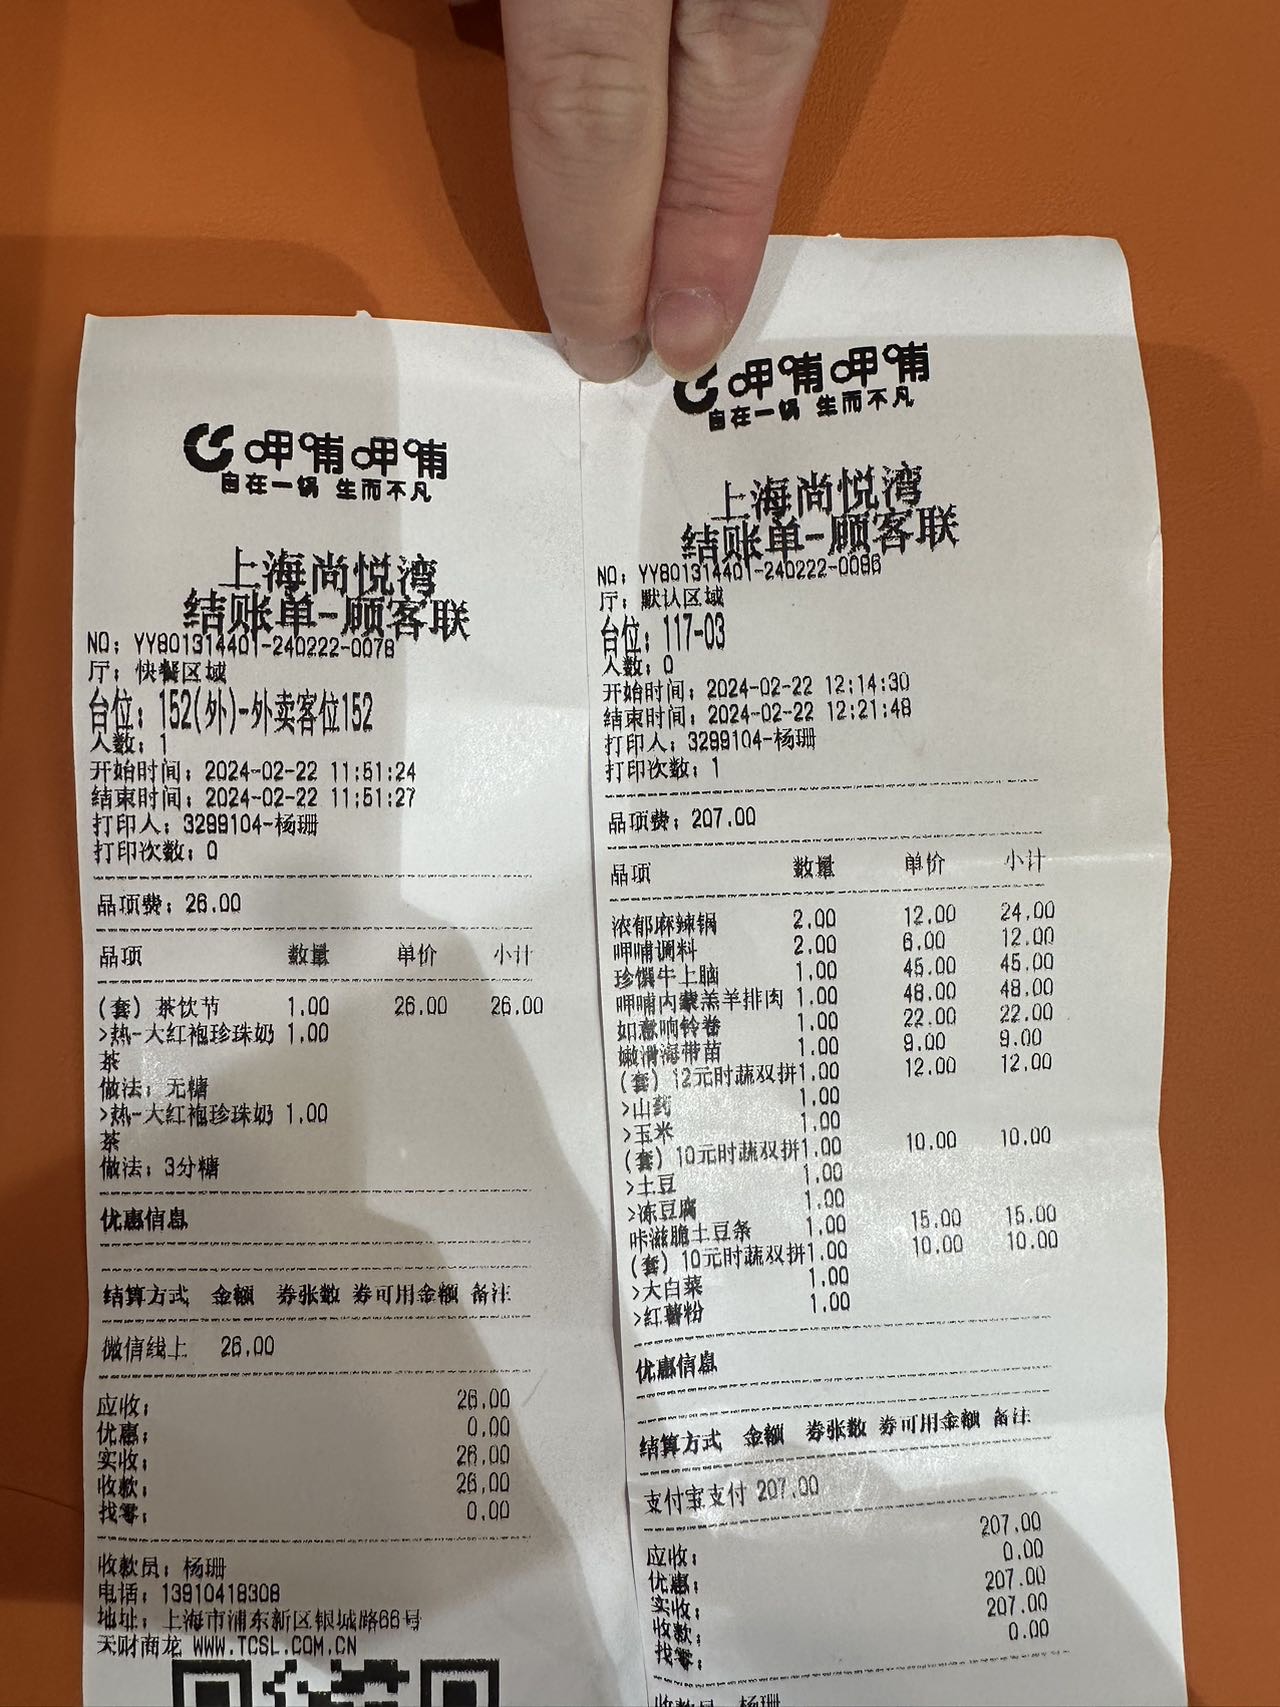 呷哺呷哺
自在一锅 生而不凡
上海尚悦湾
结账单-顾客联
NO: YY801314401-240222-0078
厅: 快餐区域
台位: 152(外)-外卖客位152
人数: 1
开始时间: 2024-02-22 11:51:24
结束时间: 2024-02-22 11:51:27
打印人: 3299104-杨珊
打印次数: 0
品项费: 26.00
品项 数量 单价 小计
(套) 茶饮节 1.00 26.00 26.00
>热-大红袍珍珠奶 1.00
茶
做法: 无糖
>热-大红袍珍珠奶 1.00
茶
做法: 3分糖
优惠信息
结算方式 金额 券张数 券可用金额 备注
微信线上 26.00
应收: 26.00
优惠: 0.00
实收: 26.00
收款: 26.00
找零: 0.00
收款员: 杨珊
电话: 13910418308
地址: 上海市浦东新区银城路66号
天财商龙 WWW.TCSL.COM.CN
呷哺呷哺
自在一锅 生而不凡
上海尚悦湾
结账单-顾客联
NO: YY801314401-240222-0096
厅: 默认区域
台位: 117-03
人数: 0
开始时间: 2024-02-22 12:14:30
结束时间: 2024-02-22 12:21:48
打印人: 3299104-杨珊
打印次数: 1
品项费: 207.00
品项 数量 单价 小计
浓郁麻辣锅 2.00 12.00 24.00
呷哺调料 2.00 6.00 12.00
珍馔牛上脑 1.00 45.00 45.00
呷哺内蒙羔羊排肉 1.00 48.00 48.00
如意响铃卷 1.00 22.00 22.00
嫩滑海带苗 1.00 9.00 9.00
(套) 12元时蔬双拼1.00 12.00 12.00
>山药 1.00
>玉米 1.00
(套) 10元时蔬双拼1.00 10.00 10.00
>土豆 1.00
>冻豆腐 1.00
咔滋脆土豆条 1.00 15.00 15.00
(套) 10元时蔬双拼1.00 10.00 10.00
>大白菜 1.00
>红薯粉 1.00
优惠信息
结算方式 金额 券张数 券可用金额 备注
支付宝支付 207.00
应收: 207.00
优惠: 0.00
实收: 207.00
收款: 207.00
找零: 0.00
收款员 杨珊